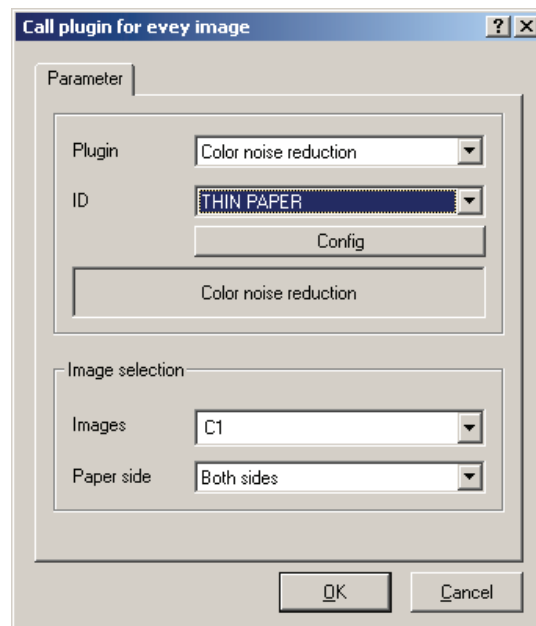 Call plugin for evey image
Parameter
Plugin Color noise reduction
ID THIN PAPER
Config
Color noise reduction
Image selection
Images C1
Paper side Both sides
OK Cancel